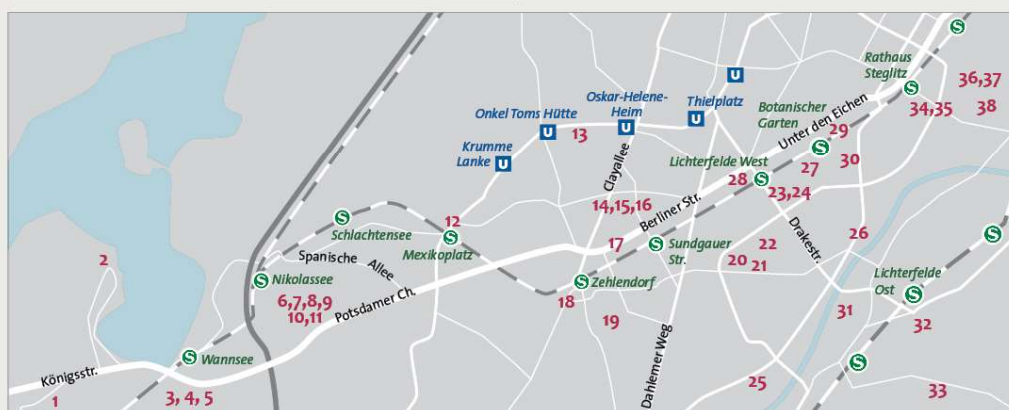 S
Rathaus
Steglitz
S
36,37
34,35
38
U
Onkel Toms Hütte
U
13
Oskar-Helene-
Heim
U
Thielplatz
U
Botanischer
Garten
S
Unter den Eichen
29
30
27
Krumme
Lanke
U
Clayallee
Lichterfelde West
28
S
23,24
14,15,16
Berliner Str.
17
12
S
Mexikoplatz
S
Schlachtensee
Spanische Allee
2
S
Nikolassee
6,7,8,9
10,11
Potsdamer Ch.
S
Sundgauer
Str.
Drakestr.
22
20
21
26
S
Lichterfelde
Ost
S
S
Zehlendorf
18
19
31
32
Dahlemer Weg
S
Wannsee
Königsstr.
1
3, 4, 5
25
S
33